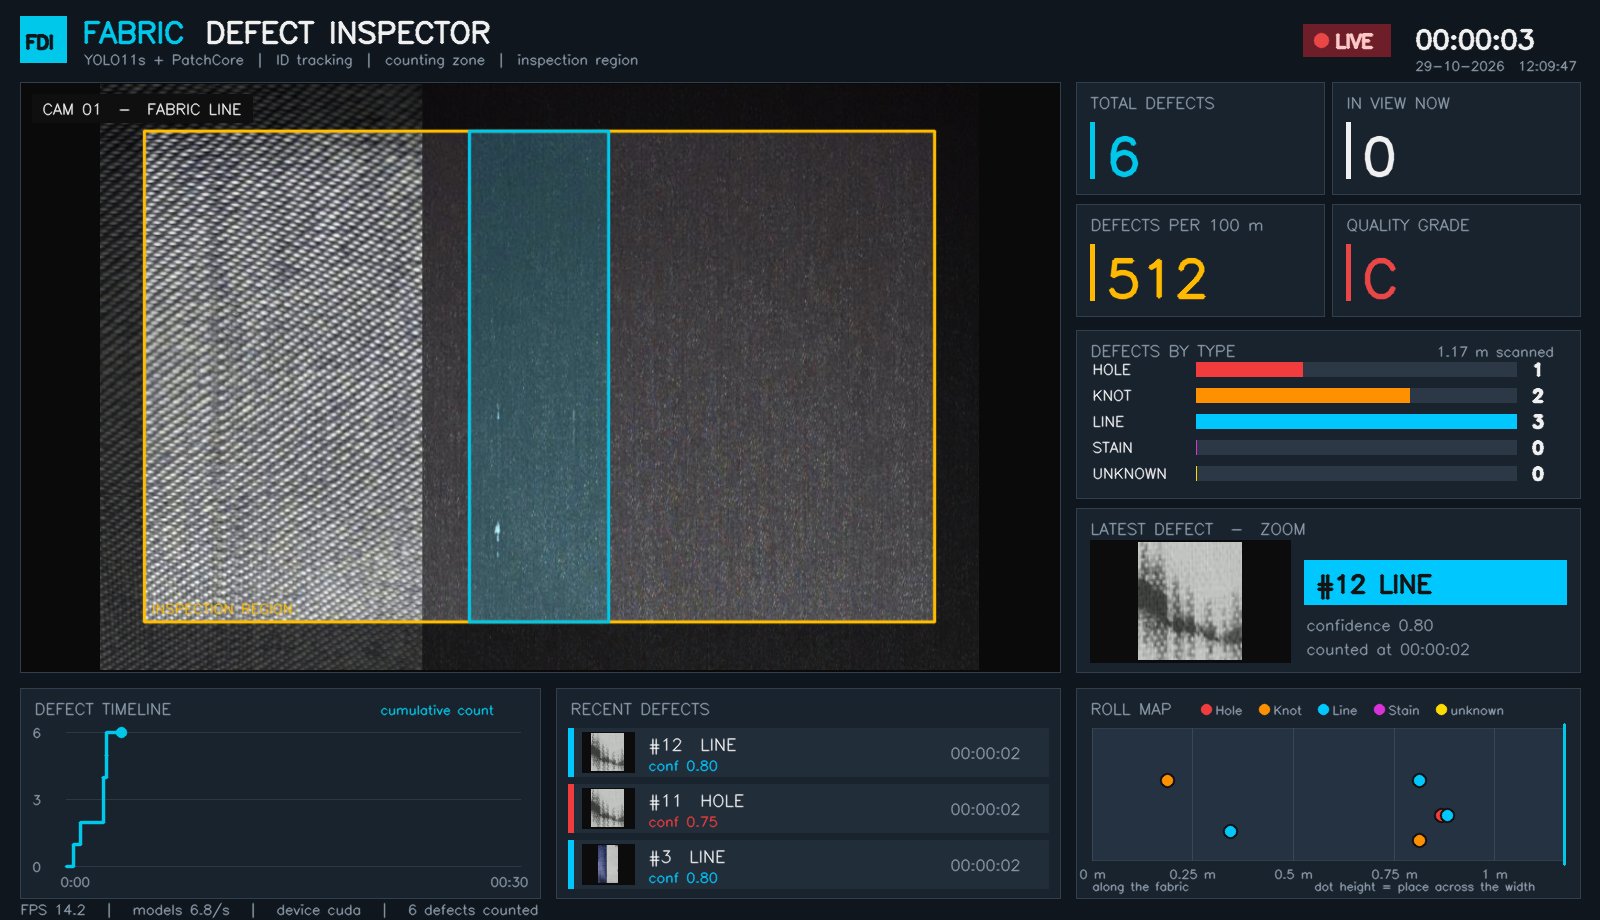 FDI
FABRIC DEFECT INSPECTOR
YOLO11s + PatchCore | ID tracking | counting zone | inspection region
LIVE
00:00:03
29-10-2026 12:09:47
CAM 01 — FABRIC LINE
INSPECTION REGION
TOTAL DEFECTS
6
IN VIEW NOW
0
DEFECTS PER 100 m
512
QUALITY GRADE
C
DEFECTS BY TYPE
1.17 m scanned
HOLE 1
KNOT 2
LINE 3
STAIN 0
UNKNOWN 0
LATEST DEFECT — ZOOM
#12 LINE
confidence 0.80
counted at 00:00:02
DEFECT TIMELINE
cumulative count
6
3
0
0:00
00:30
RECENT DEFECTS
#12 LINE
conf 0.80
00:00:02
#11 HOLE
conf 0.75
00:00:02
#3 LINE
conf 0.80
00:00:02
ROLL MAP
Hole Knot Line Stain unknown
0 m 0.25 m 0.5 m 0.75 m 1 m
along the fabric
dot height = place across the width
FPS 14.2 | models 6.8/s | device cuda | 6 defects counted